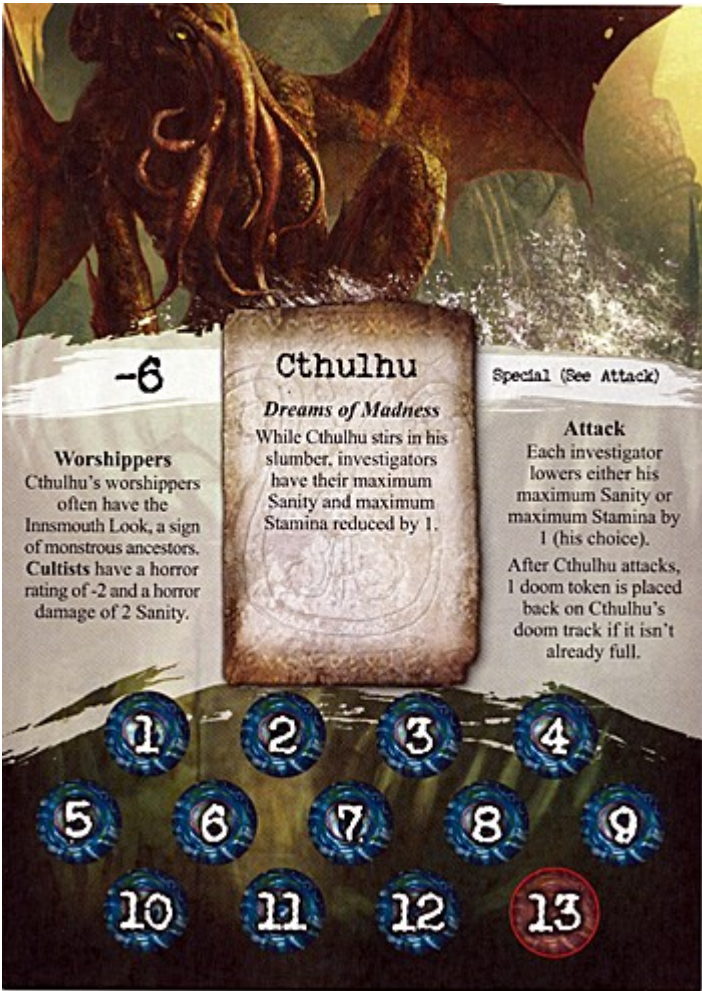 -6
Cthulhu
Special (See Attack)
Dreams of Madness
While Cthulhu stirs in his
slumber, investigators
have their maximum
Sanity and maximum
Stamina reduced by 1.
Worshippers
Cthulhu's worshippers
often have the
Innsmouth Look, a sign
of monstrous ancestors.
Cultists have a horror
rating of -2 and a horror
damage of 2 Sanity.
Attack
Each investigator
lowers either his
maximum Sanity or
maximum Stamina by
1 (his choice).
After Cthulhu attacks,
1 doom token is placed
back on Cthulhu's
doom track if it isn't
already full.
1 2 3 4
5 6 7 8 9
10 11 12 13